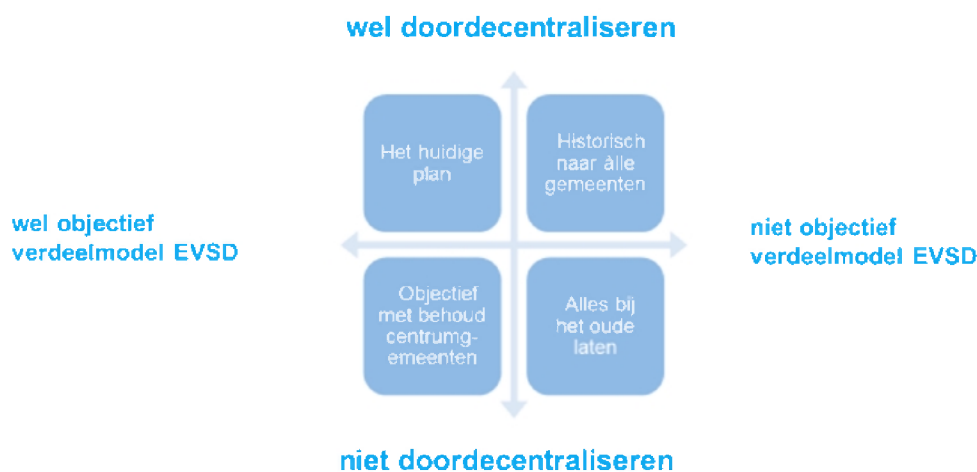 wel doordecentraliseren
Het huidige
plan
Historisch
naar àlle
gemeenten
wel objectief
verdeelmodel EVSD
niet objectief
verdeelmodel EVSD
Objectief
met behoud
centrumg-
emeenten
Alles bij
het oude
laten
niet doordecentraliseren